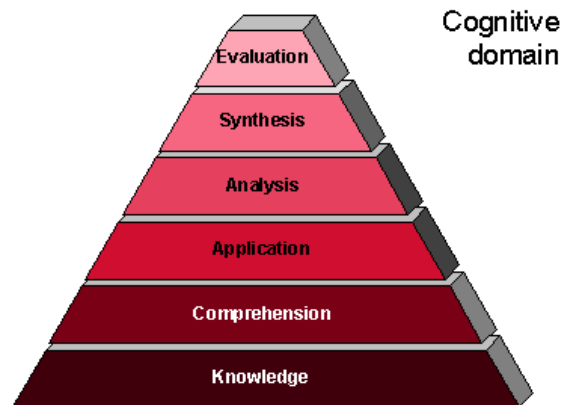 Cognitive
domain
Evaluation
Synthesis
Analysis
Application
Comprehension
Knowledge